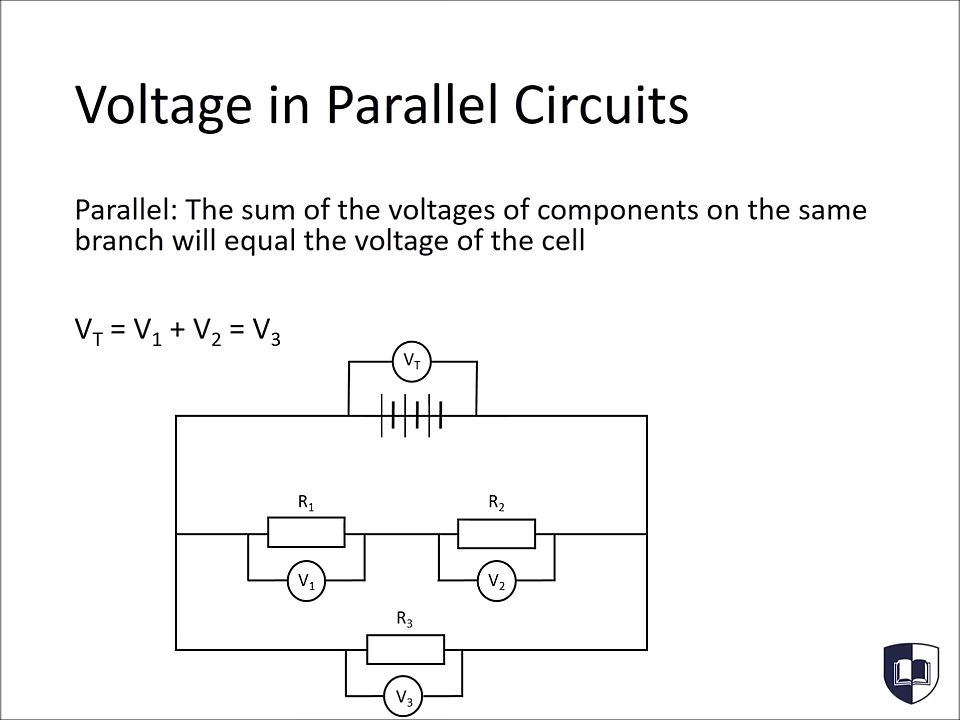 Voltage in Parallel Circuits
Parallel: The sum of the voltages of components on the same
branch will equal the voltage of the cell
V_T = V_1 + V_2 = V_3
V_T
R_1
R_2
V_1
V_2
R_3
V_3